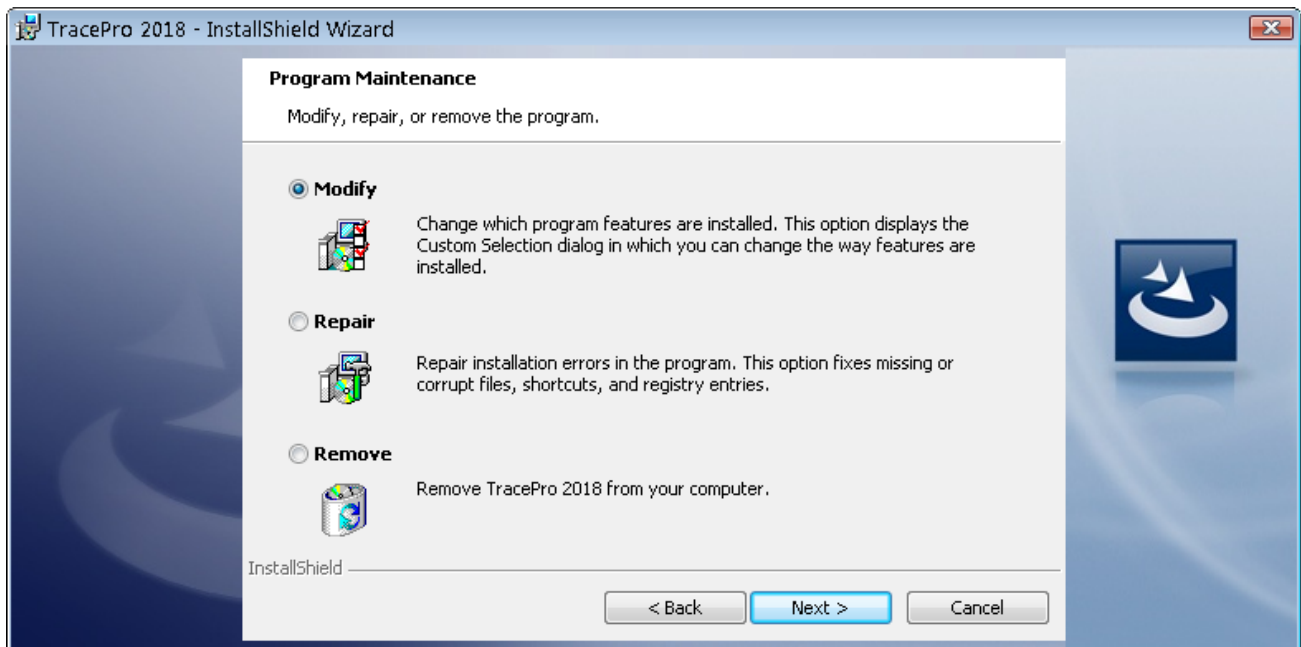 TracePro 2018 - InstallShield Wizard
Program Maintenance
Modify, repair, or remove the program.
Modify
Change which program features are installed. This option displays the
Custom Selection dialog in which you can change the way features are
installed.
Repair
Repair installation errors in the program. This option fixes missing or
corrupt files, shortcuts, and registry entries.
Remove
Remove TracePro 2018 from your computer.
InstallShield
< Back Next > Cancel